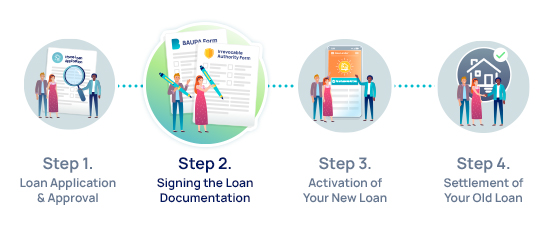 Home loan
application
BAUPA Form
Irrevocable
Authority Form
Step 1.
Loan Application
& Approval
Step 2.
Signing the Loan
Documentation
Step 3.
Activation of
Your New Loan
Step 4.
Settlement of
Your Old Loan